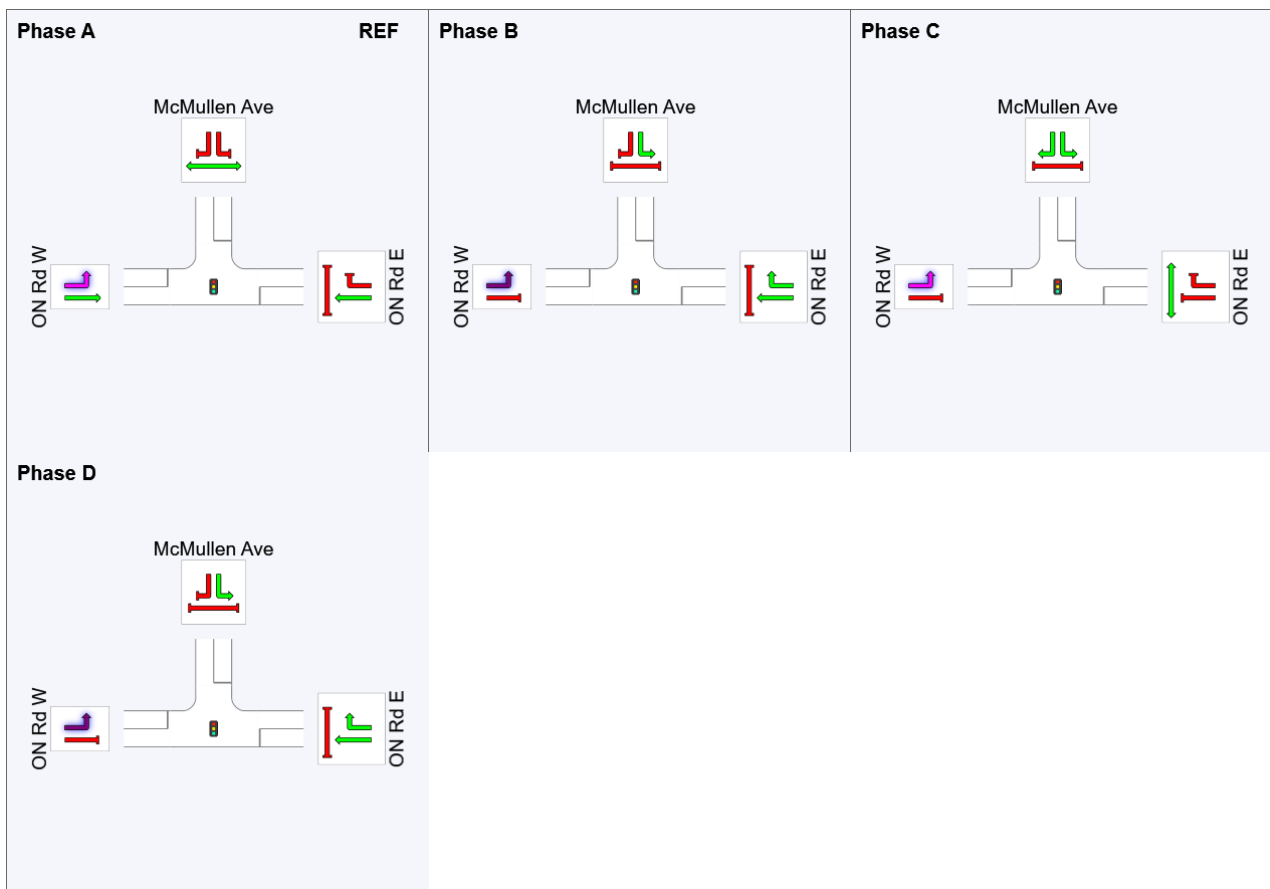 Phase A REF
McMullen Ave
ON Rd W
ON Rd E
Phase B
McMullen Ave
ON Rd W
ON Rd E
Phase C
McMullen Ave
ON Rd W
ON Rd E
Phase D
McMullen Ave
ON Rd W
ON Rd E